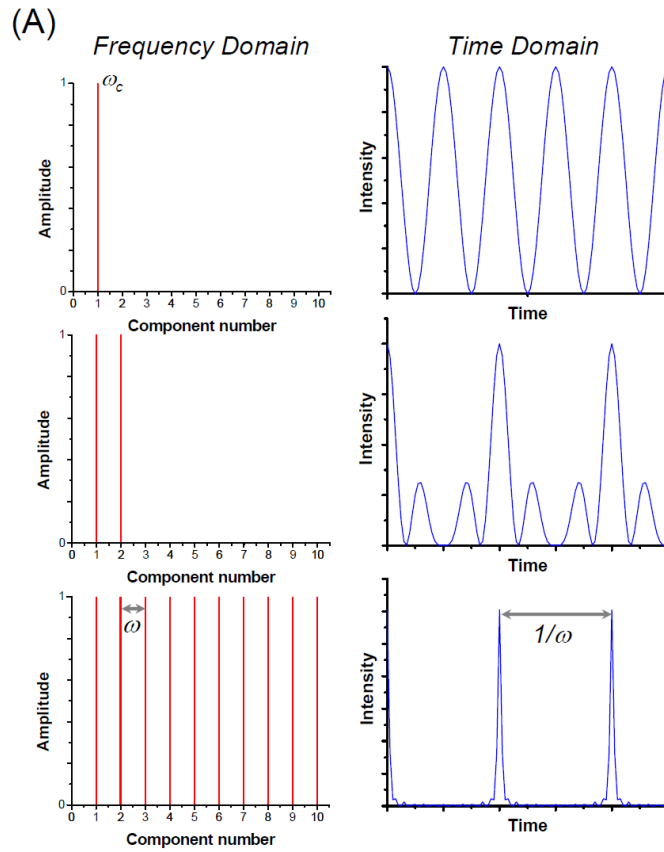 (A)
Frequency Domain
Time Domain
ω_c
1
Amplitude
0
0 1 2 3 4 5 6 7 8 9 10
Component number
Intensity
Time
1
Amplitude
0
0 1 2 3 4 5 6 7 8 9 10
Component number
Intensity
Time
1
ω
Amplitude
0
0 1 2 3 4 5 6 7 8 9 10
Component number
1/ω
Intensity
Time